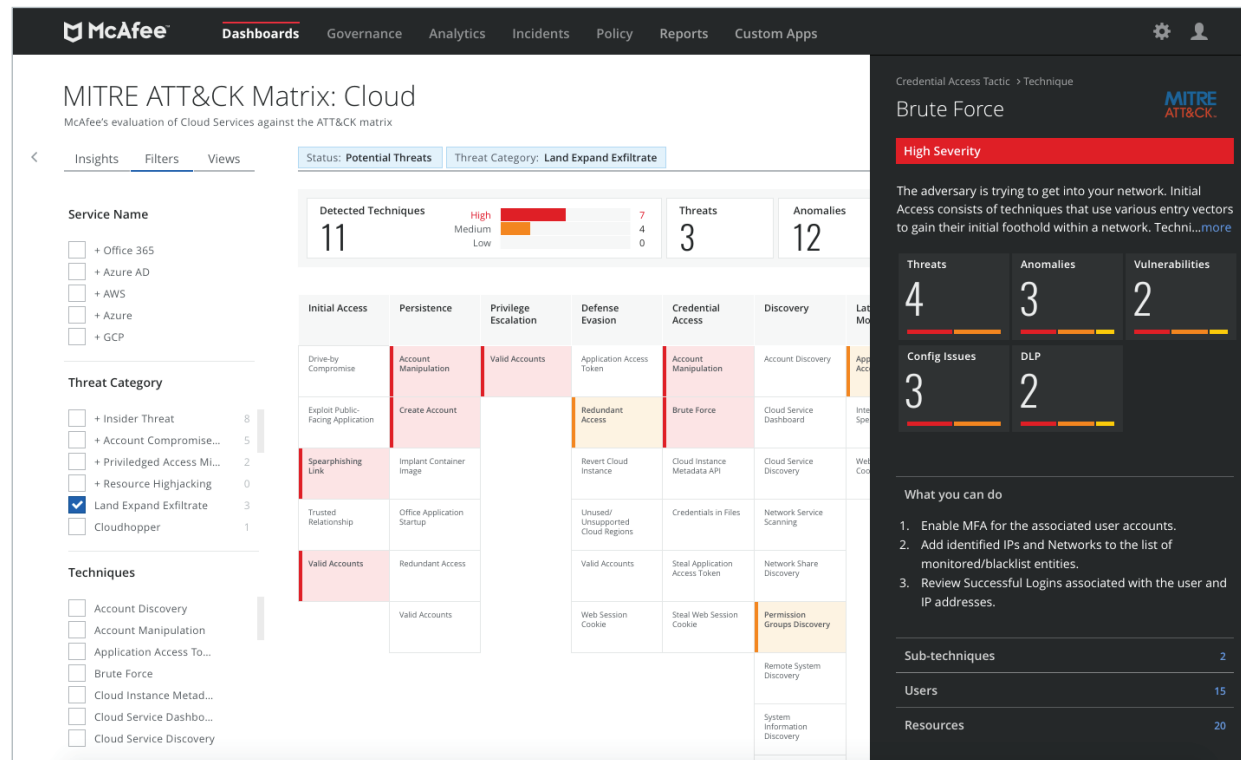 McAfee™
Dashboards Governance Analytics Incidents Policy Reports Custom Apps
MITRE ATT&CK Matrix: Cloud
McAfee's evaluation of Cloud Services against the ATT&CK matrix
Insights Filters Views
Service Name
+ Office 365
+ Azure AD
+ AWS
+ Azure
+ GCP
Threat Category
+ Insider Threat 8
+ Account Compromise... 5
+ Priviledged Access Mi... 2
+ Resource Highjacking 0
Land Expand Exfiltrate 3
Cloudhopper 1
Techniques
Account Discovery
Account Manipulation
Application Access To...
Brute Force
Cloud Instance Metad...
Cloud Service Dashbo...
Cloud Service Discovery
Status: Potential Threats
Threat Category: Land Expand Exfiltrate
Detected Techniques
11
High 7
Medium 4
Low 0
Threats
3
Anomalies
12
Initial Access
Drive-by
Compromise
Exploit Public-
Facing Application
Spearphishing
Link
Trusted
Relationship
Valid Accounts
Persistence
Account
Manipulation
Create Account
Implant Container
Image
Office Application
Startup
Redundant Access
Valid Accounts
Privilege
Escalation
Valid Accounts
Defense
Evasion
Application Access
Token
Redundant
Access
Revert Cloud
Instance
Unused/
Unsupported
Cloud Regions
Valid Accounts
Web Session
Cookie
Credential
Access
Account
Manipulation
Brute Force
Cloud Instance
Metadata API
Credentials in Files
Steal Application
Access Token
Steal Web Session
Cookie
Discovery
Account Discovery
Cloud Service
Dashboard
Cloud Service
Discovery
Network Service
Scanning
Network Share
Discovery
Permission
Groups Discovery
Remote System
Discovery
System
Information
Discovery
Credential Access Tactic > Technique
Brute Force
MITRE
ATT&CK.
High Severity
The adversary is trying to get into your network. Initial
Access consists of techniques that use various entry vectors
to gain their initial foothold within a network. Techni...more
Threats
4
Anomalies
3
Vulnerabilities
2
Config Issues
3
DLP
2
What you can do
1. Enable MFA for the associated user accounts.
2. Add identified IPs and Networks to the list of
monitored/blacklist entities.
3. Review Successful Logins associated with the user and
IP addresses.
Sub-techniques 2
Users 15
Resources 20